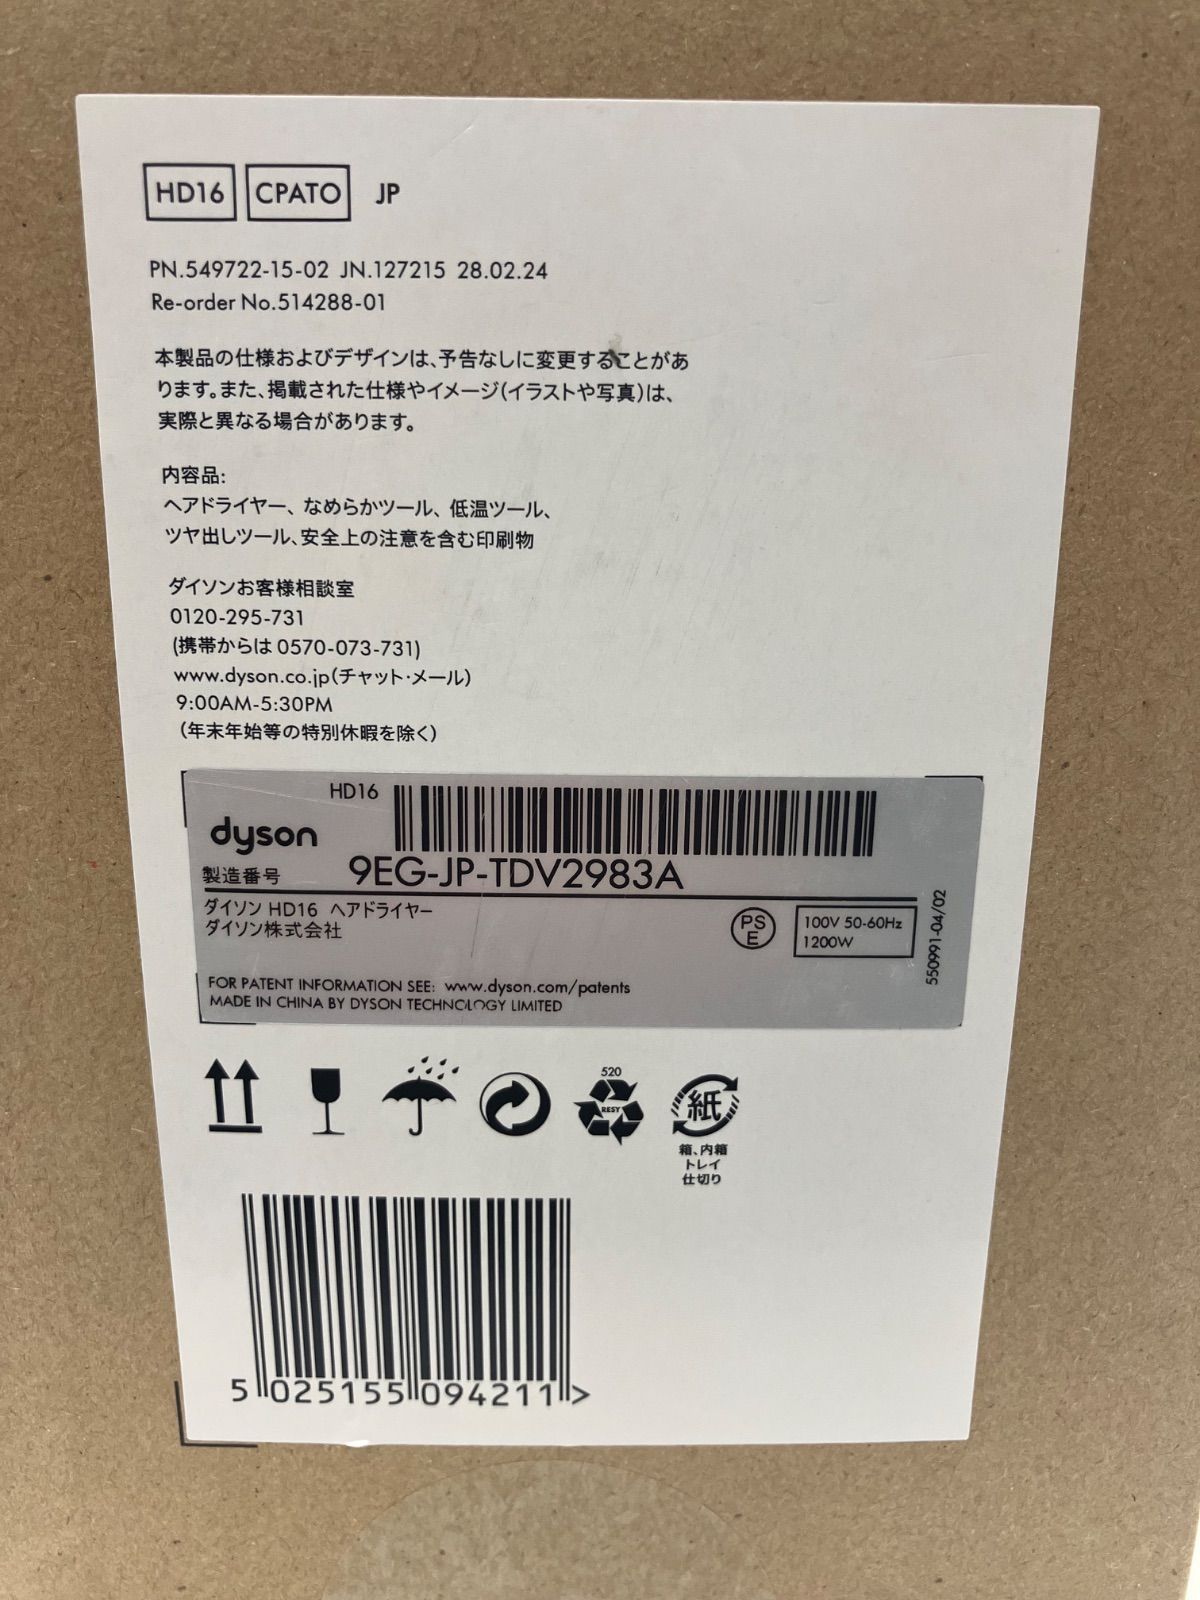 HD16 CPATO JP
PN.549722-15-02 JN.127215 28.02.24
Re-order No.514288-01
本製品の仕様およびデザインは、予告なしに変更することがあ
ります。また、掲載された仕様やイメージ(イラストや写真)は、
実際と異なる場合があります。
内容品:
ヘアドライヤー、なめらかツール、低温ツール、
ツヤ出しツール、安全上の注意を含む印刷物
ダイソンお客様相談室
0120-295-731
(携帯からは 0570-073-731)
www.dyson.co.jp(チャット・メール)
9:00AM-5:30PM
(年末年始等の特別休暇を除く)
HD16
dyson
製造番号 9EG-JP-TDV2983A
ダイソン HD16 ヘアドライヤー
ダイソン株式会社
PS
E
100V 50-60Hz
1200W
550991-04/02
FOR PATENT INFORMATION SEE: www.dyson.com/patents
MADE IN CHINA BY DYSON TECHNOLOGY LIMITED
520
RESY
紙
箱、内箱
トレイ
仕切り
5 025155 094211 >